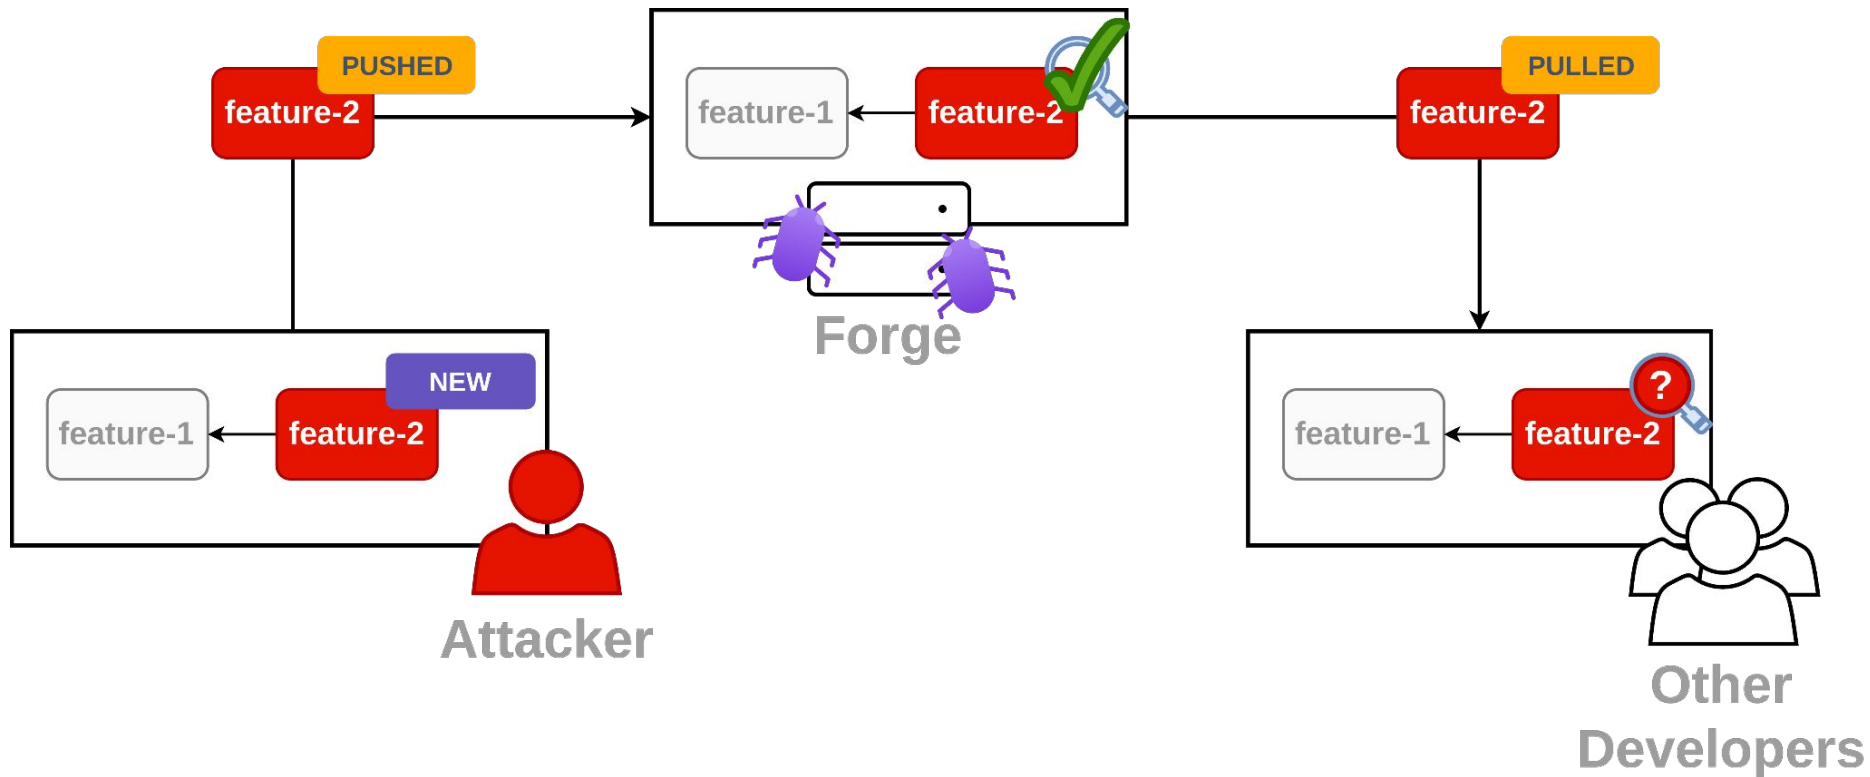 PUSHED
feature-2
feature-1
feature-2
PULLED
feature-2
Forge
NEW
feature-1
feature-2
Attacker
?
feature-1
feature-2
Other
Developers